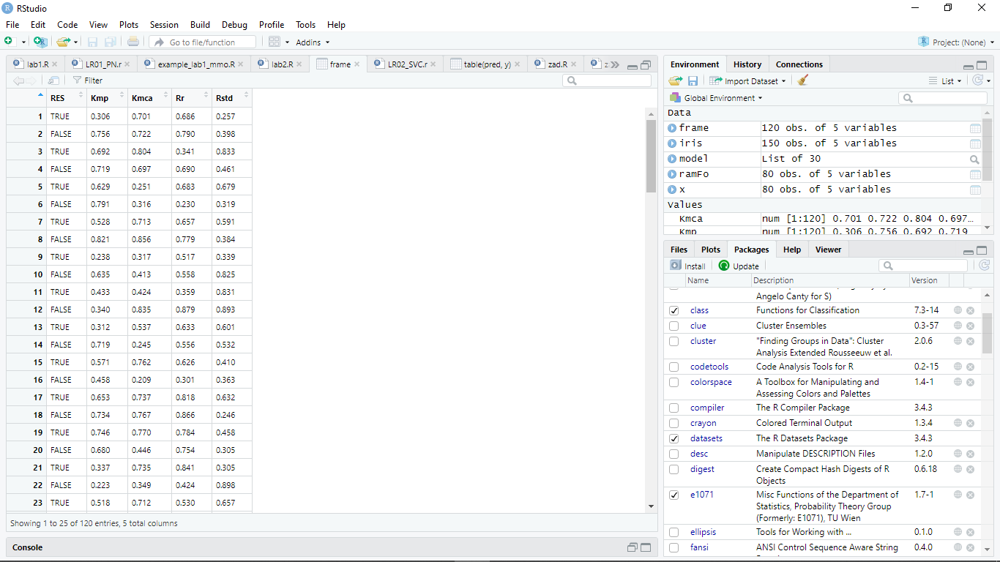 RStudio
File Edit Code View Plots Session Build Debug Profile Tools Help
Go to file/function Addins Project: (None)
lab1.R LR01_PN.r example_lab1_mmo.R lab2.R frame LR02_SVC.r table(pred, y) zad.R z
Filter
RES Kmp Kmca Rr Rstd
1 TRUE 0.306 0.701 0.686 0.257
2 FALSE 0.756 0.722 0.790 0.398
3 TRUE 0.692 0.804 0.341 0.833
4 FALSE 0.719 0.697 0.690 0.461
5 TRUE 0.629 0.251 0.683 0.679
6 FALSE 0.791 0.316 0.230 0.319
7 TRUE 0.528 0.713 0.657 0.591
8 FALSE 0.821 0.856 0.779 0.384
9 TRUE 0.238 0.317 0.517 0.339
10 FALSE 0.635 0.413 0.558 0.825
11 TRUE 0.433 0.424 0.359 0.831
12 FALSE 0.340 0.835 0.879 0.893
13 TRUE 0.312 0.537 0.633 0.601
14 FALSE 0.719 0.245 0.556 0.532
15 TRUE 0.571 0.762 0.626 0.410
16 FALSE 0.458 0.209 0.301 0.363
17 TRUE 0.653 0.737 0.818 0.632
18 FALSE 0.734 0.767 0.866 0.246
19 TRUE 0.746 0.770 0.784 0.458
20 FALSE 0.680 0.446 0.754 0.305
21 TRUE 0.337 0.735 0.841 0.305
22 FALSE 0.223 0.349 0.424 0.898
23 TRUE 0.518 0.712 0.530 0.657
Showing 1 to 25 of 120 entries, 5 total columns
Console
Environment History Connections
Import Dataset List
Global Environment
Data
frame 120 obs. of 5 variables
iris 150 obs. of 5 variables
model List of 30
ramFo 80 obs. of 5 variables
x 80 obs. of 5 variables
Values
Kmca num [1:120] 0.701 0.722 0.804 0.697...
Kmp num [1:120] 0.306 0.756 0.692 0.719
Files Plots Packages Help Viewer
Install Update
Name Description Version
Angelo Canty for S)
class Functions for Classification 7.3-14
clue Cluster Ensembles 0.3-57
cluster "Finding Groups in Data": Cluster 2.0.6
Analysis Extended Rousseeuw et al.
codetools Code Analysis Tools for R 0.2-15
colorspace A Toolbox for Manipulating and 1.4-1
Assessing Colors and Palettes
compiler The R Compiler Package 3.4.3
crayon Colored Terminal Output 1.3.4
datasets The R Datasets Package 3.4.3
desc Manipulate DESCRIPTION Files 1.2.0
digest Create Compact Hash Digests of R 0.6.18
Objects
e1071 Misc Functions of the Department of 1.7-1
Statistics, Probability Theory Group
(Formerly: E1071), TU Wien
ellipsis Tools for Working with ... 0.1.0
fansi ANSI Control Sequence Aware String 0.4.0